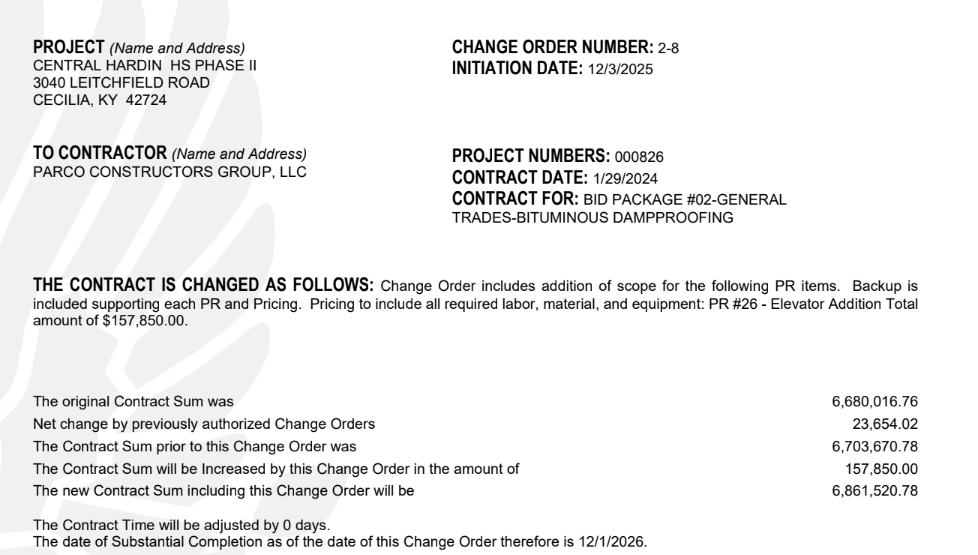 PROJECT (Name and Address)
CENTRAL HARDIN HS PHASE II
3040 LEITCHFIELD ROAD
CECILIA, KY 42724
CHANGE ORDER NUMBER: 2-8
INITIATION DATE: 12/3/2025
TO CONTRACTOR (Name and Address)
PARCO CONSTRUCTORS GROUP, LLC
PROJECT NUMBERS: 000826
CONTRACT DATE: 1/29/2024
CONTRACT FOR: BID PACKAGE #02-GENERAL
TRADES-BITUMINOUS DAMPPROOFING
THE CONTRACT IS CHANGED AS FOLLOWS: Change Order includes addition of scope for the following PR items. Backup is
included supporting each PR and Pricing. Pricing to include all required labor, material, and equipment: PR #26 - Elevator Addition Total
amount of $157,850.00.
The original Contract Sum was 6,680,016.76
Net change by previously authorized Change Orders 23,654.02
The Contract Sum prior to this Change Order was 6,703,670.78
The Contract Sum will be Increased by this Change Order in the amount of 157,850.00
The new Contract Sum including this Change Order will be 6,861,520.78
The Contract Time will be adjusted by 0 days.
The date of Substantial Completion as of the date of this Change Order therefore is 12/1/2026.